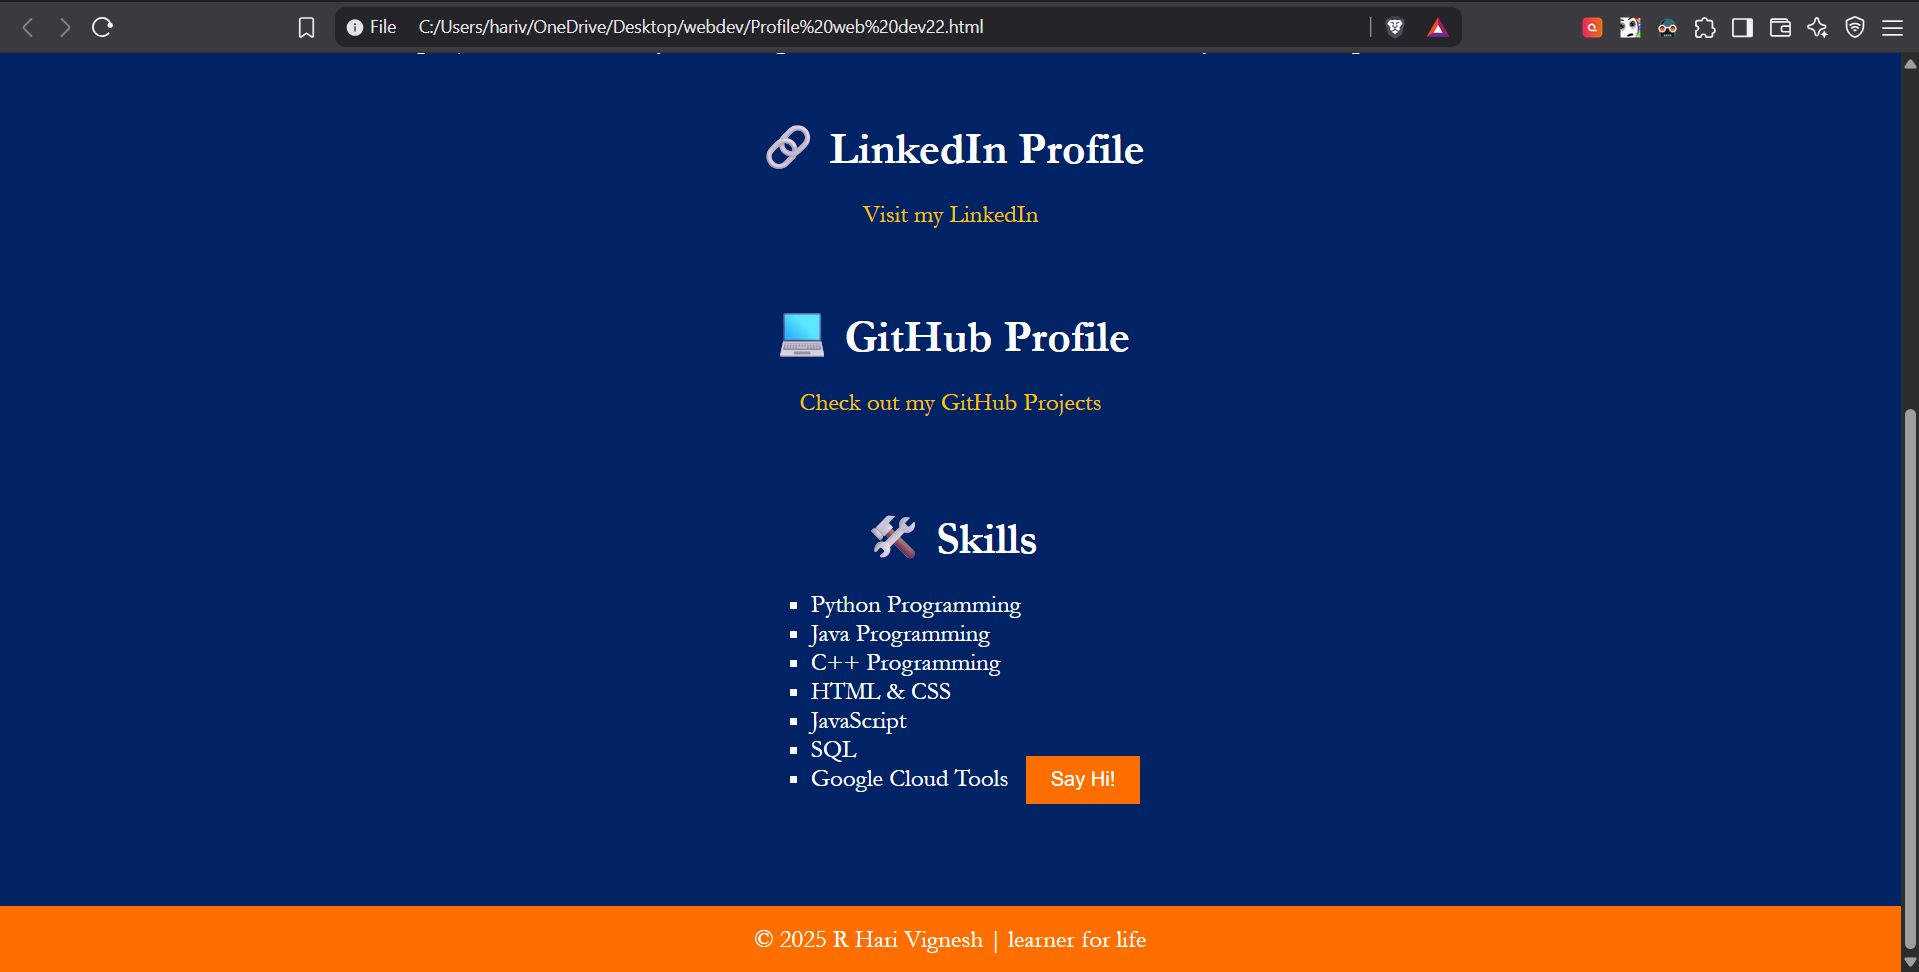 File C:/Users/hariv/OneDrive/Desktop/webdev/Profile%20web%20dev22.html
LinkedIn Profile
Visit my LinkedIn
GitHub Profile
Check out my GitHub Projects
Skills
Python Programming
Java Programming
C++ Programming
HTML & CSS
JavaScript
SQL
Google Cloud Tools
Say Hi!
© 2025 R Hari Vignesh | learner for life